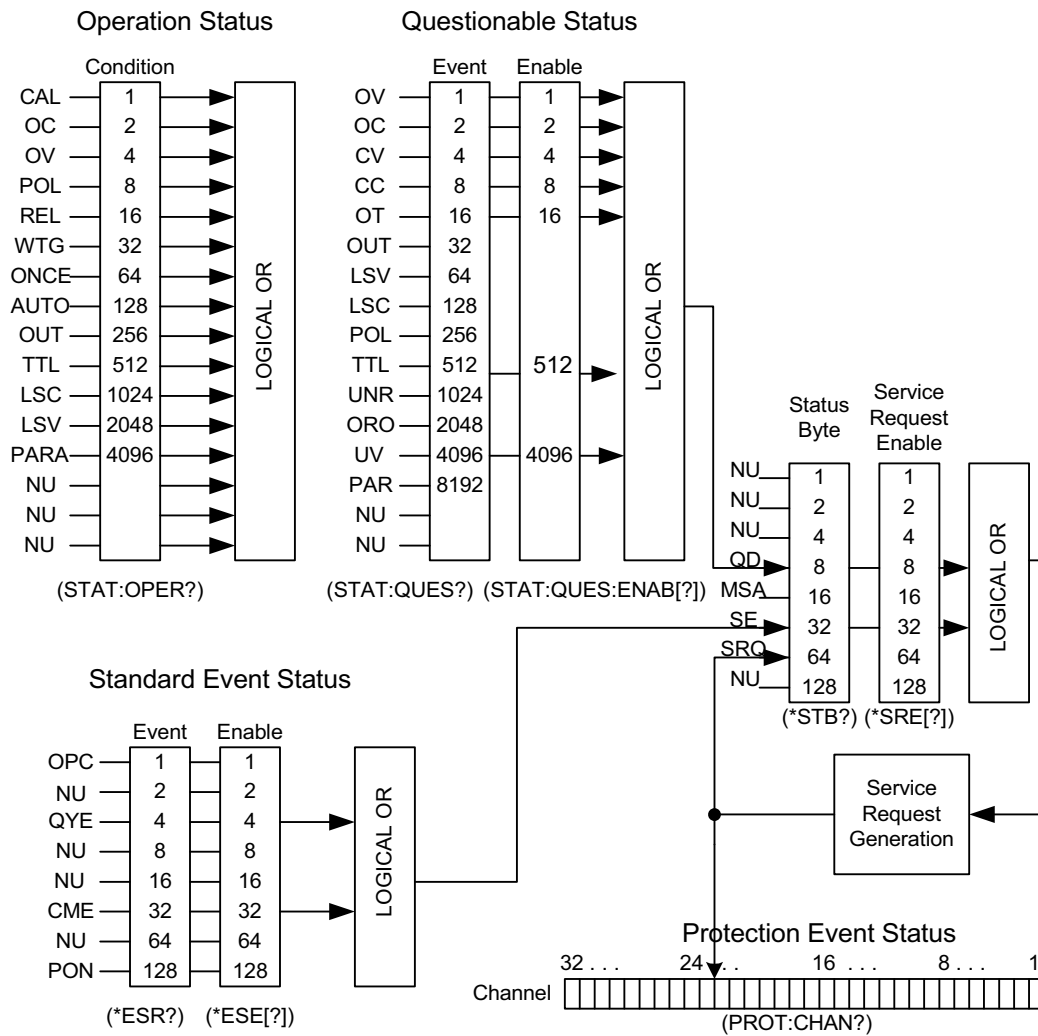 Operation Status
Condition
CAL 1
OC 2
OV 4
POL 8
REL 16
WTG 32
ONCE 64
AUTO 128
OUT 256
TTL 512
LSC 1024
LSV 2048
PARA 4096
NU
NU
NU
LOGICAL OR
(STAT:OPER?)
Questionable Status
Event Enable
OV 1 1
OC 2 2
CV 4 4
CC 8 8
OT 16 16
OUT 32
LSV 64
LSC 128
POL 256
TTL 512 512
UNR 1024
ORO 2048
UV 4096 4096
PAR 8192
NU
NU
LOGICAL OR
(STAT:QUES?) (STAT:QUES:ENAB[?])
Status Byte
Service Request Enable
NU 1 1
NU 2 2
NU 4 4
QD 8 8
MSA 16 16
SE 32 32
SRQ 64 64
NU 128 128
LOGICAL OR
(*STB?) (*SRE[?])
Standard Event Status
Event Enable
OPC 1 1
NU 2 2
QYE 4 4
NU 8 8
NU 16 16
CME 32 32
NU 64 64
PON 128 128
LOGICAL OR
(*ESR?) (*ESE[?])
Service
Request
Generation
Protection Event Status
32 . . . 24 . . . 16 . . . 8 . . . 1
Channel
(PROT:CHAN?)